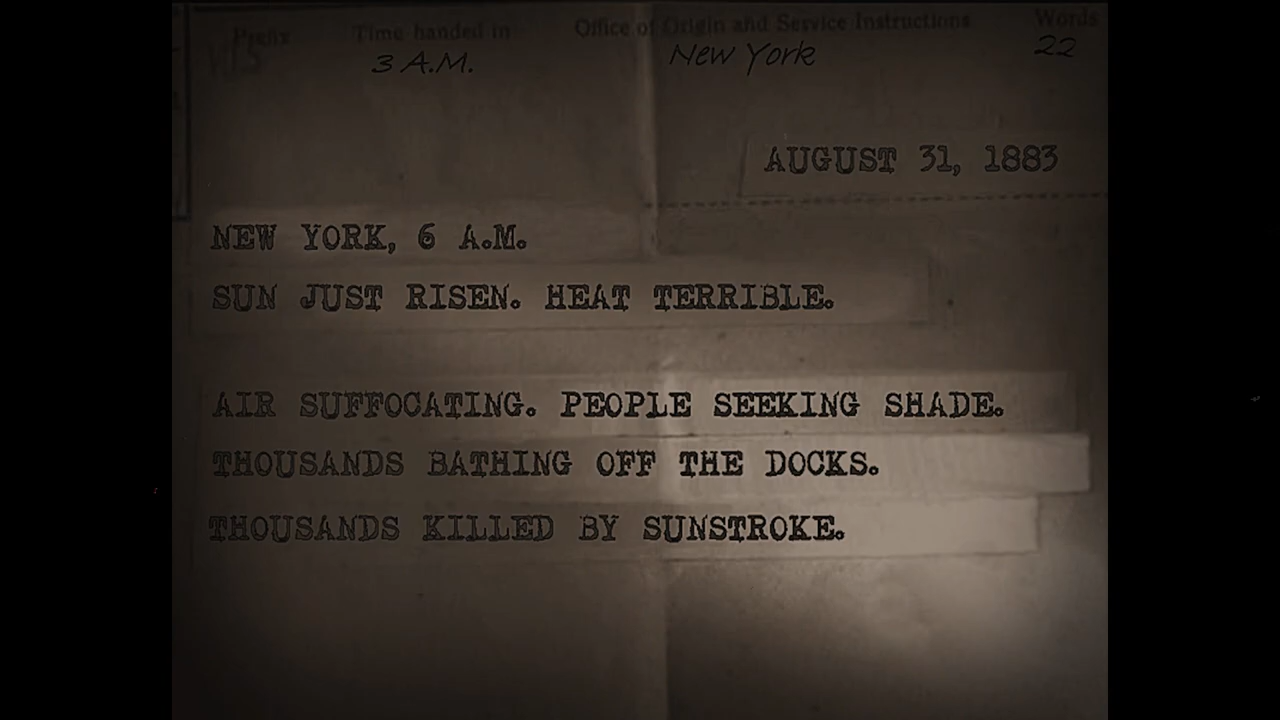 Prefix Time handed in Office of Origin and Service Instructions Words
3 A.M. New York 22
AUGUST 31, 1883
NEW YORK, 6 A.M.
SUN JUST RISEN. HEAT TERRIBLE.
AIR SUFFOCATING. PEOPLE SEEKING SHADE.
THOUSANDS BATHING OFF THE DOCKS.
THOUSANDS KILLED BY SUNSTROKE.